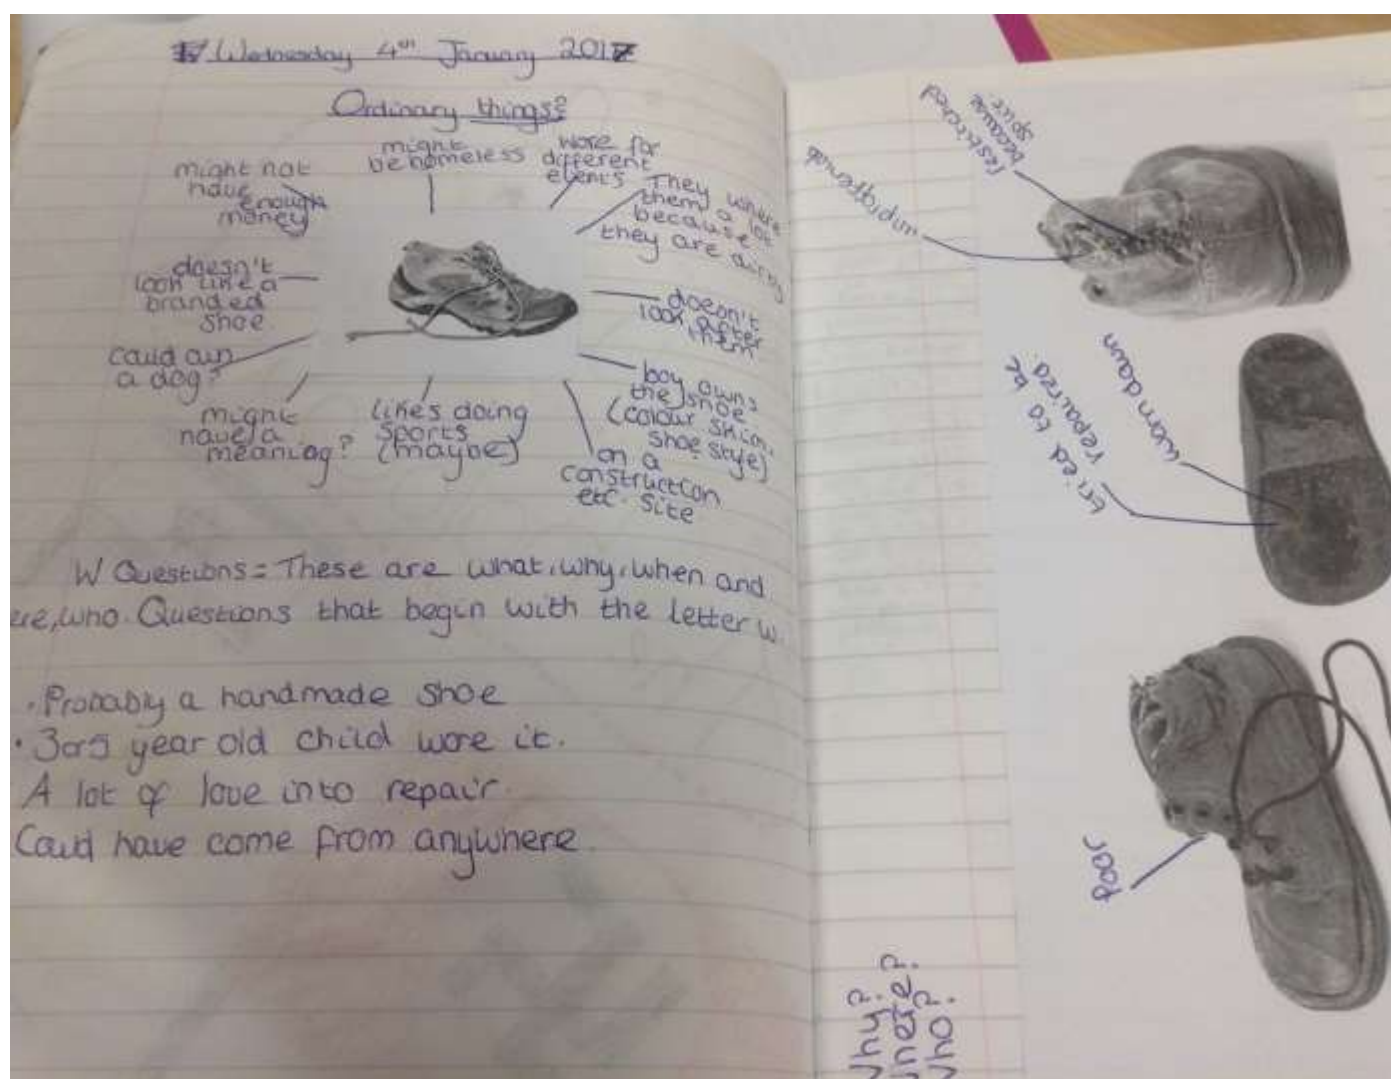 Wednesday 4th January 2017
Ordinary things?
might not
have
enough
money
might
be homeless
wore for
different
events
They where
them a lot
because
they are dirty
doesn't
look like a
branded
shoe
doesn't
look after
them
could own
a dog?
boy owns
the shoe
(colour skin,
shoe style)
might
have a
meaning?
likes doing
sports
(maybe)
on a
construction
etc. site
W Questions = These are what, why, when and
ere, who. Questions that begin with the letter w.
• Probably a handmade shoe
• 3 or 5 year old child wore it.
A lot of love into repair.
Could have come from anywhere.
restitched
because
split.
worn down
tried to be
repaired.
Poor
why?
where?
who?